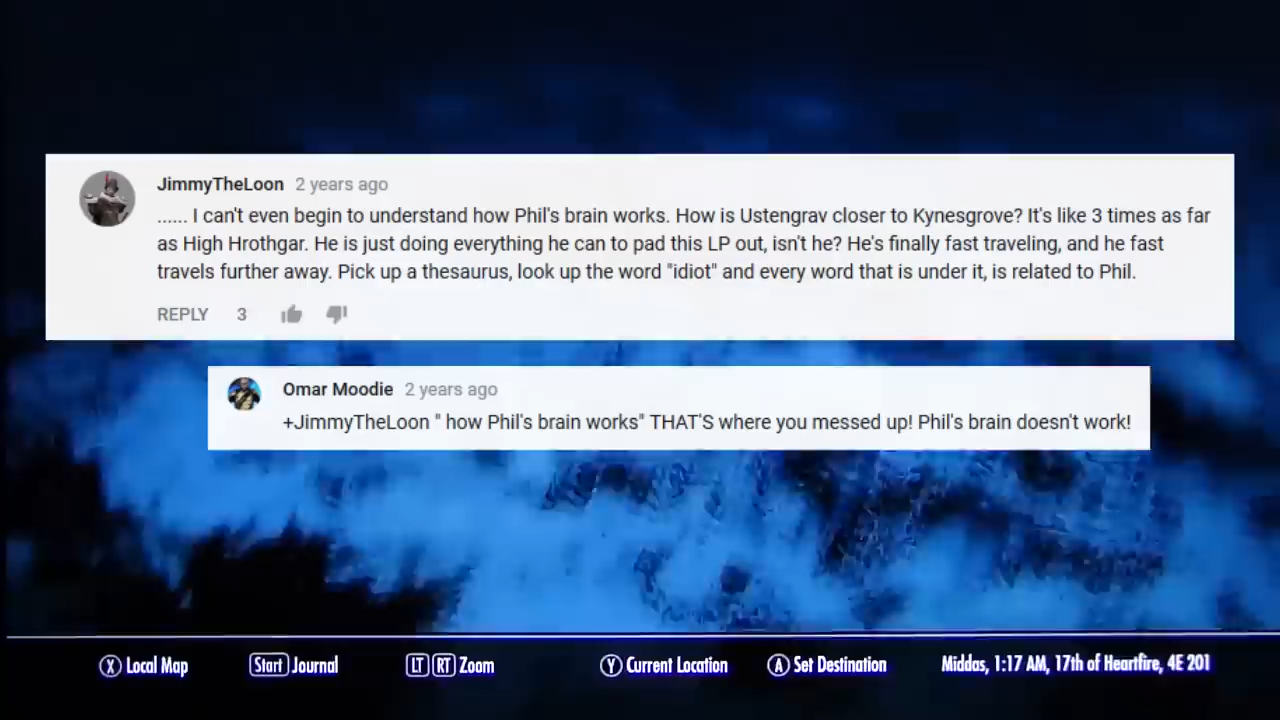 JimmyTheLoon 2 years ago
...... I can't even begin to understand how Phil's brain works. How is Ustengrav closer to Kynesgrove? It's like 3 times as far
as High Hrothgar. He is just doing everything he can to pad this LP out, isn't he? He's finally fast traveling, and he fast
travels further away. Pick up a thesaurus, look up the word "idiot" and every word that is under it, is related to Phil.
REPLY 3
Omar Moodie 2 years ago
+JimmyTheLoon " how Phil's brain works" THAT'S where you messed up! Phil's brain doesn't work!
X Local Map Start Journal LT RT Zoom Y Current Location A Set Destination Middas, 1:17 AM, 17th of Heartfire, 4E 201